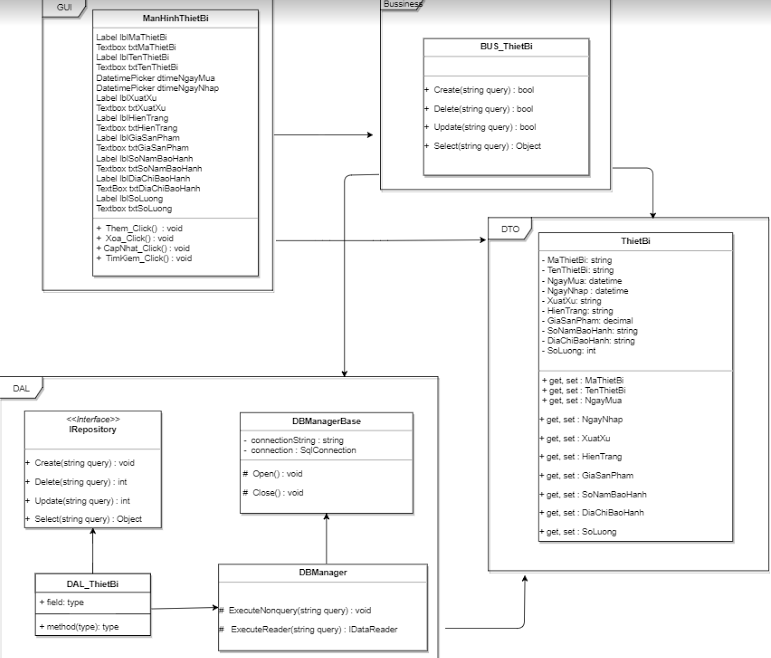 GUI
ManHinhThietBi
Label lblMaThietBi
Textbox txtMaThietBi
Label lblTenThietBi
Textbox txtTenThietBi
DatetimePicker dtimeNgayMua
DatetimePicker dtimeNgayNhap
Label lblXuatXu
Textbox txtXuatXu
Label lblHienTrang
Textbox txtHienTrang
Label lblGiaSanPham
Textbox txtGiaSanPham
Label lblSoNamBaoHanh
Textbox txtSoNamBaoHanh
Label lblDiaChiBaoHanh
TextBox txtDiaChiBaoHanh
Label lblSoLuong
Textbox txtSoLuong
+ Them_Click() : void
+ Xoa_Click() : void
+ CapNhat_Click() : void
+ TimKiem_Click() : void
Bussiness
BUS_ThietBi
+ Create(string query) : bool
+ Delete(string query) : bool
+ Update(string query) : bool
+ Select(string query) : Object
DTO
ThietBi
- MaThietBi: string
- TenThietBi: string
- NgayMua: datetime
- NgayNhap : datetime
- XuatXu: string
- HienTrang: string
- GiaSanPham: decimal
- SoNamBaoHanh: string
- DiaChiBaoHanh: string
- SoLuong: int
+ get, set : MaThietBi
+ get, set : TenThietBi
+ get, set : NgayMua
+ get, set : NgayNhap
+ get, set : XuatXu
+ get, set : HienTrang
+ get, set : GiaSanPham
+ get, set : SoNamBaoHanh
+ get, set : DiaChiBaoHanh
+ get, set : SoLuong
DAL
<<Interface>>
IRepository
+ Create(string query) : void
+ Delete(string query) : int
+ Update(string query) : int
+ Select(string query) : Object
DBManagerBase
- connectionString : string
- connection : SqlConnection
# Open() : void
# Close() : void
DAL_ThietBi
+ field: type
+ method(type): type
DBManager
# ExecuteNonquery(string query) : void
# ExecuteReader(string query) : IDataReader